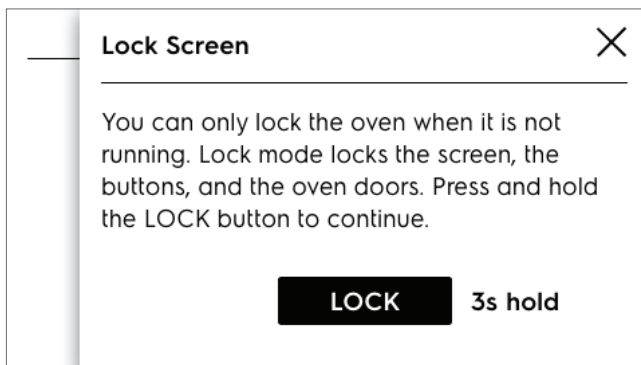 Lock Screen
You can only lock the oven when it is not
running. Lock mode locks the screen, the
buttons, and the oven doors. Press and hold
the LOCK button to continue.
LOCK 3s hold